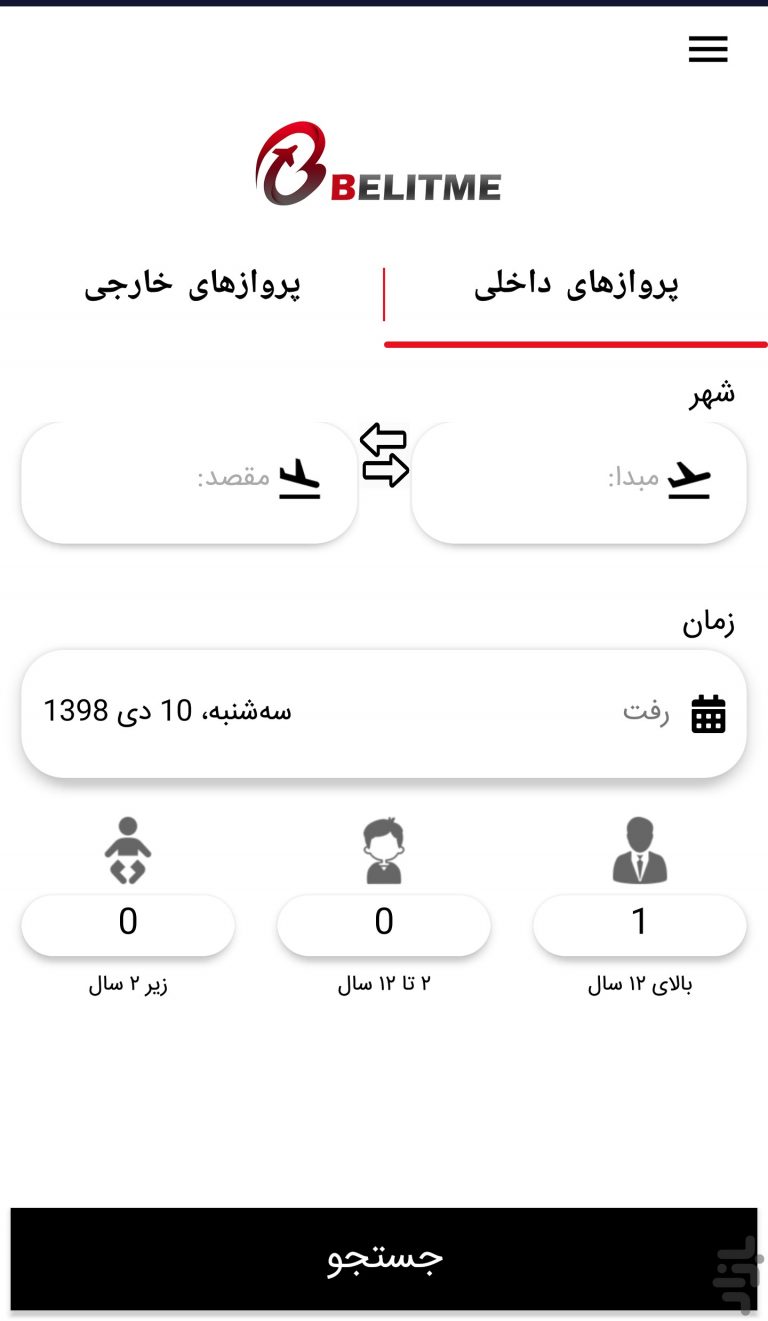 BELITME
پروازهای داخلی
پروازهای خارجی
شهر
مبدا:
مقصد:
زمان
رفت
سه‌شنبه، 10 دی 1398
1
0
0
بالای ۱۲ سال
۲ تا ۱۲ سال
زیر ۲ سال
جستجو
بازار